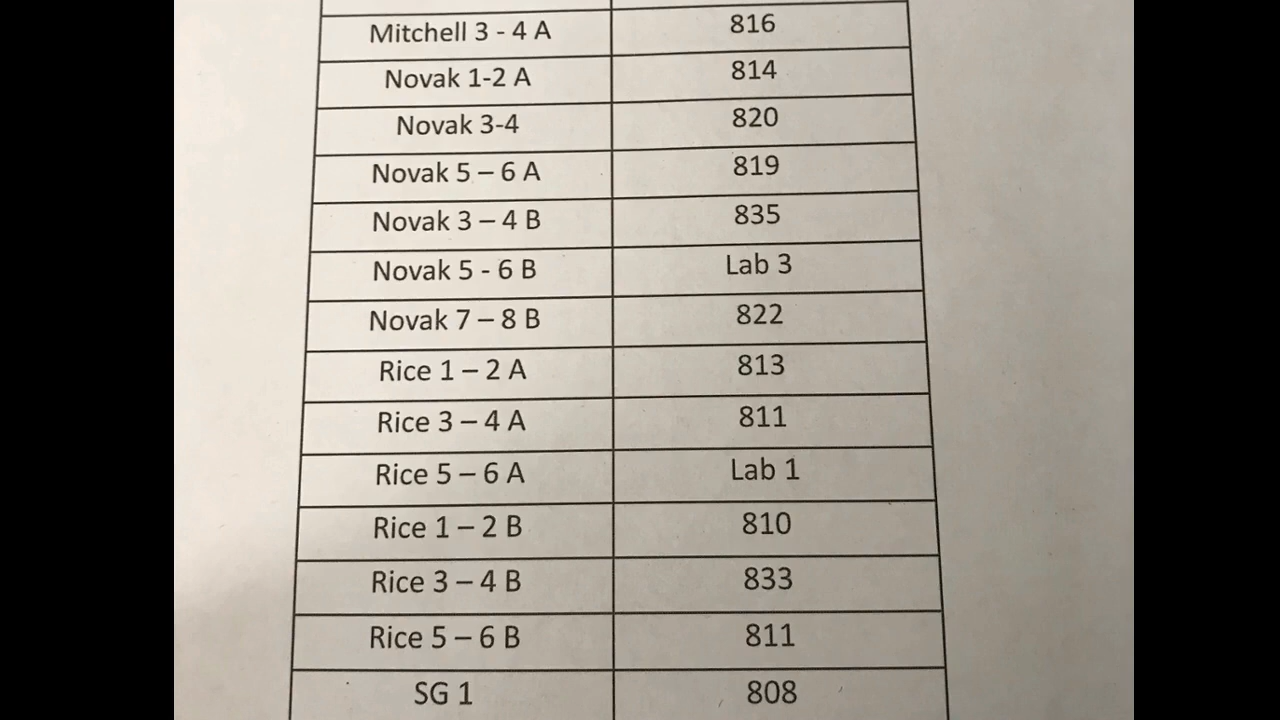 Mitchell 3 - 4 A 816
Novak 1-2 A 814
Novak 3-4 820
Novak 5 – 6 A 819
Novak 3 – 4 B 835
Novak 5 - 6 B Lab 3
Novak 7 – 8 B 822
Rice 1 – 2 A 813
Rice 3 – 4 A 811
Rice 5 – 6 A Lab 1
Rice 1 – 2 B 810
Rice 3 – 4 B 833
Rice 5 – 6 B 811
SG 1 808